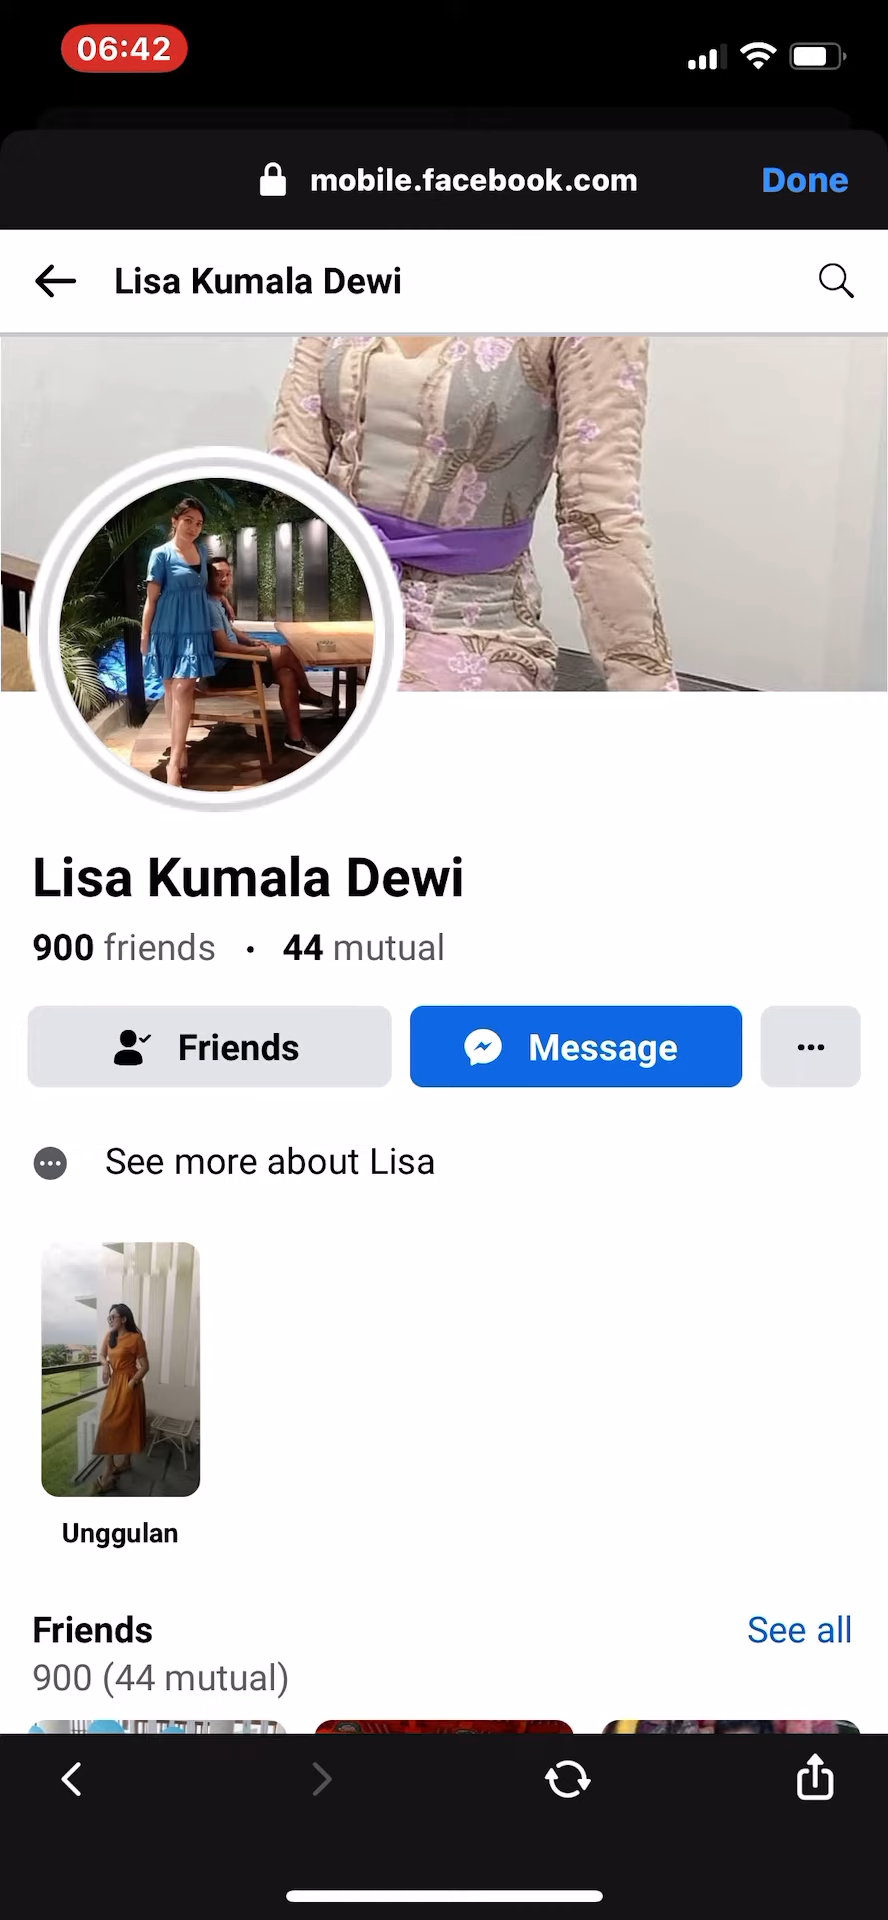 06:42
mobile.facebook.com
Done
Lisa Kumala Dewi
Lisa Kumala Dewi
900 friends • 44 mutual
Friends
Message
See more about Lisa
Unggulan
Friends
See all
900 (44 mutual)